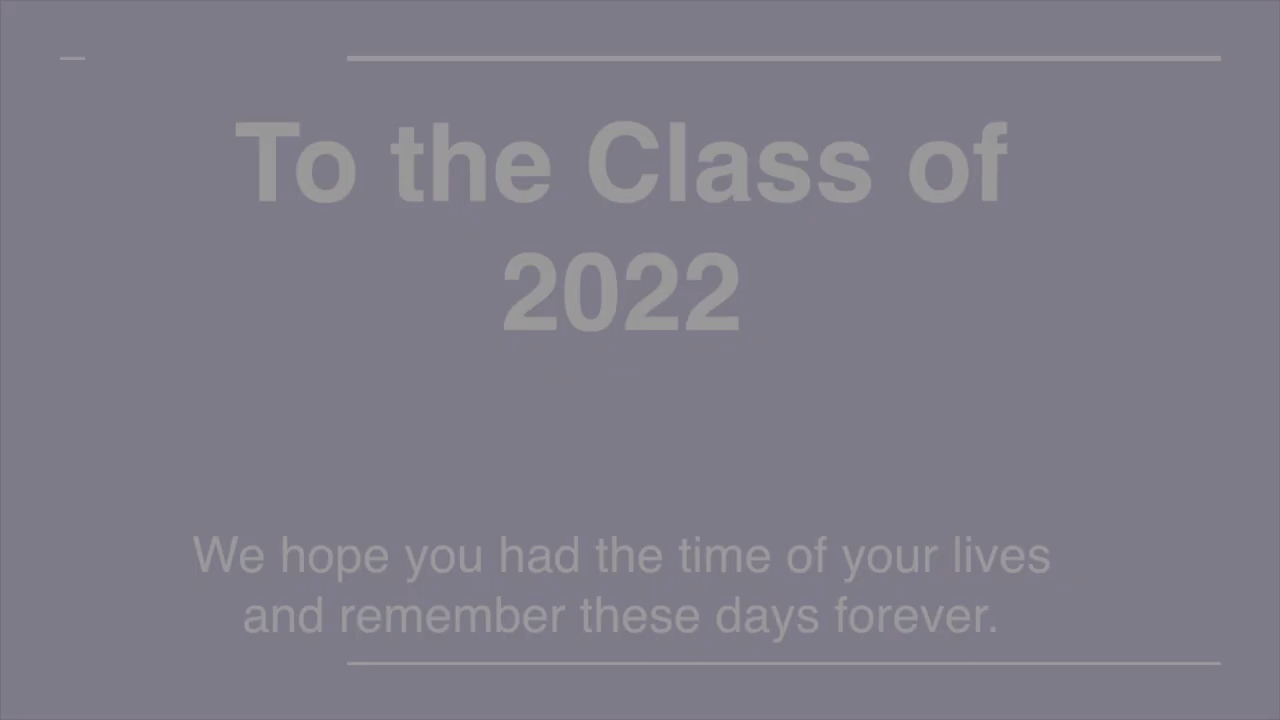 To the Class of
2022
We hope you had the time of your lives
and remember these days forever.